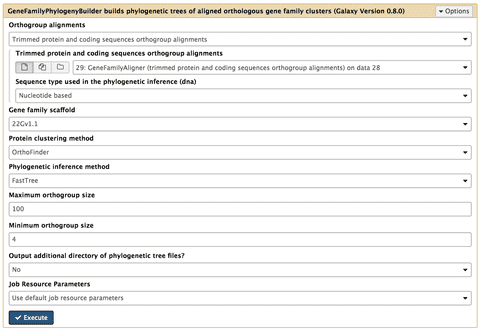 GeneFamilyPhylogenyBuilder builds phylogenetic trees of aligned orthologous gene family clusters (Galaxy Version 0.8.0)
Options
Orthogroup alignments
Trimmed protein and coding sequences orthogroup alignments
Trimmed protein and coding sequences orthogroup alignments
29: GeneFamilyAligner (trimmed protein and coding sequences orthogroup alignments) on data 28
Sequence type used in the phylogenetic inference (dna)
Nucleotide based
Gene family scaffold
22Gv1.1
Protein clustering method
OrthoFinder
Phylogenetic inference method
FastTree
Maximum orthogroup size
100
Minimum orthogroup size
4
Output additional directory of phylogenetic tree files?
No
Job Resource Parameters
Use default job resource parameters
Execute